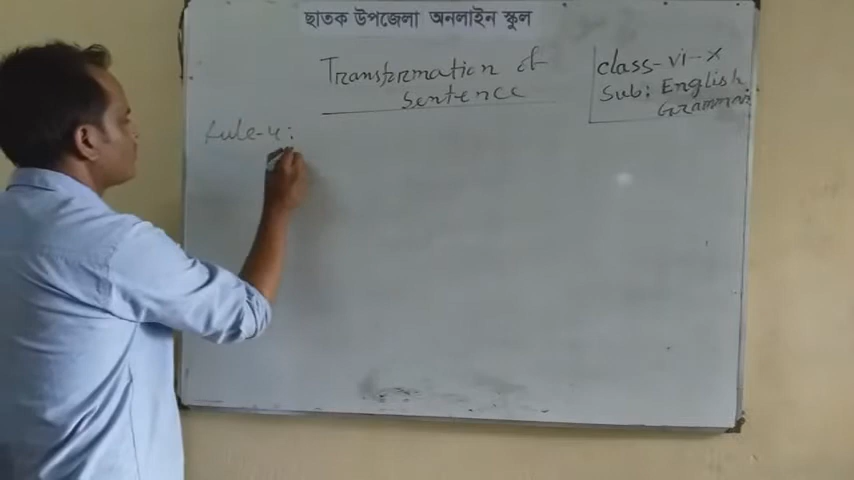 ছাতক উপজেলা অনলাইন স্কুল
Transformation of
Sentence
class-vi-x
Sub: English
Grammar
Rule-4: